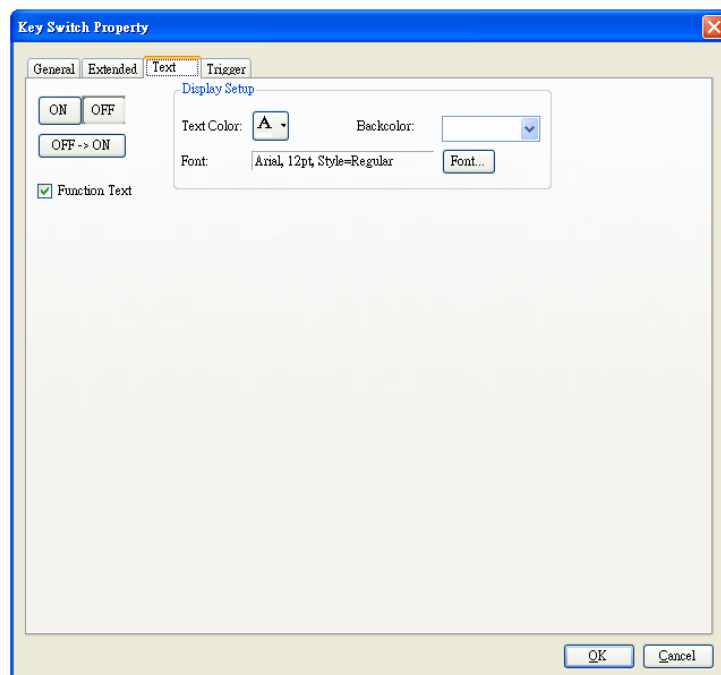 Key Switch Property
General Extended Text Trigger
ON OFF
OFF -> ON
Function Text
Display Setup
Text Color: A Backcolor:
Font: Arial, 12pt, Style=Regular Font...
OK Cancel